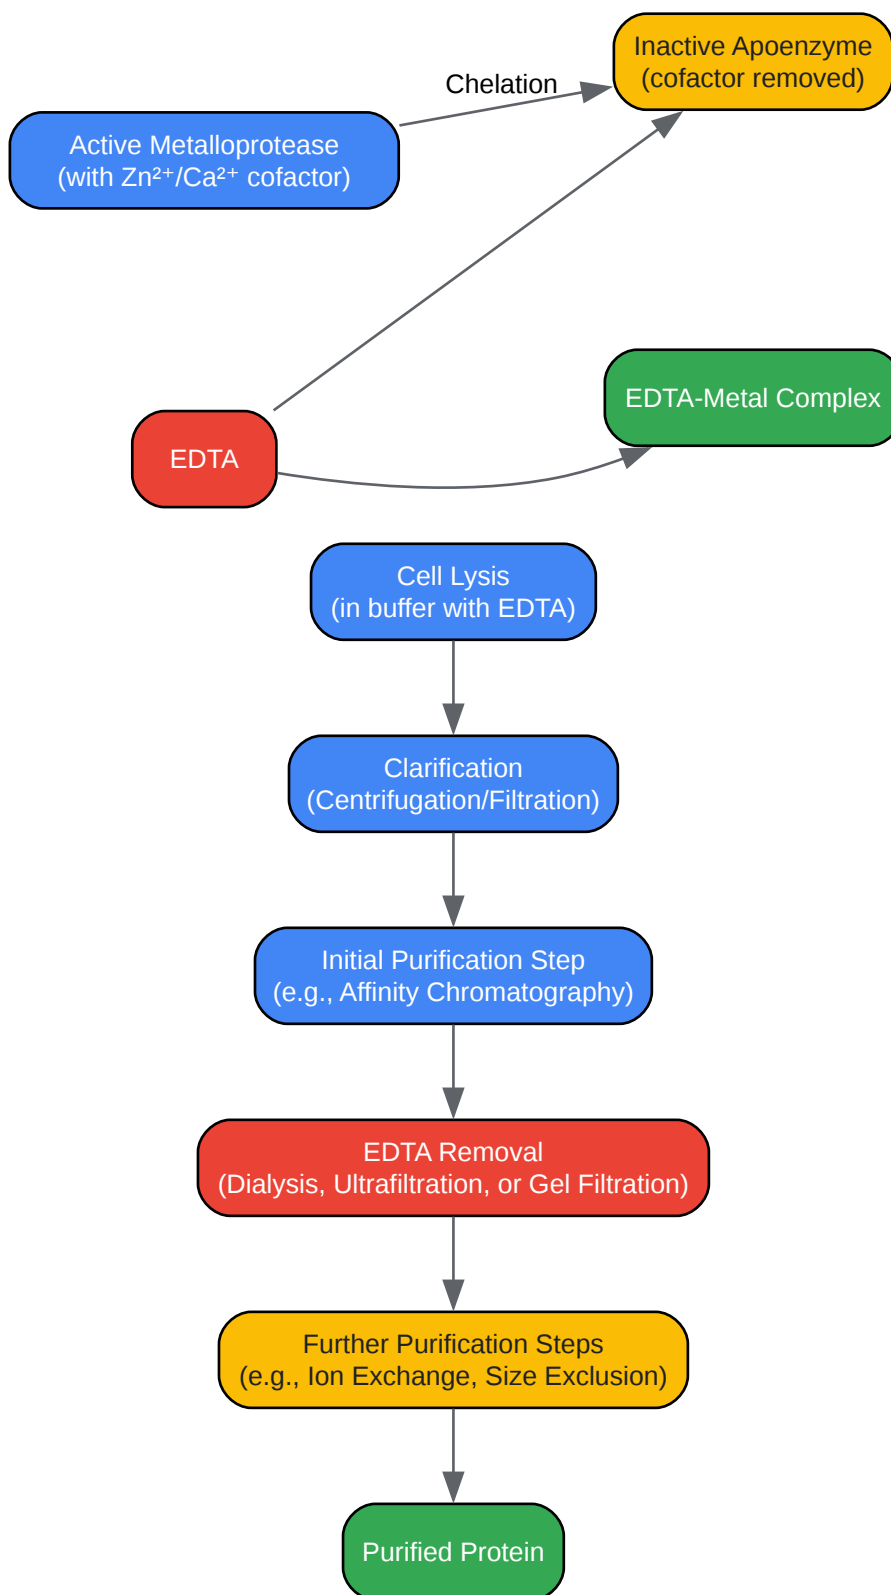 Inactive Apoenzyme
(cofactor removed)
Chelation
Active Metalloprotease
(with Zn²⁺/Ca²⁺ cofactor)
EDTA-Metal Complex
EDTA
Cell Lysis
(in buffer with EDTA)
Clarification
(Centrifugation/Filtration)
Initial Purification Step
(e.g., Affinity Chromatography)
EDTA Removal
(Dialysis, Ultrafiltration, or Gel Filtration)
Further Purification Steps
(e.g., Ion Exchange, Size Exclusion)
Purified Protein